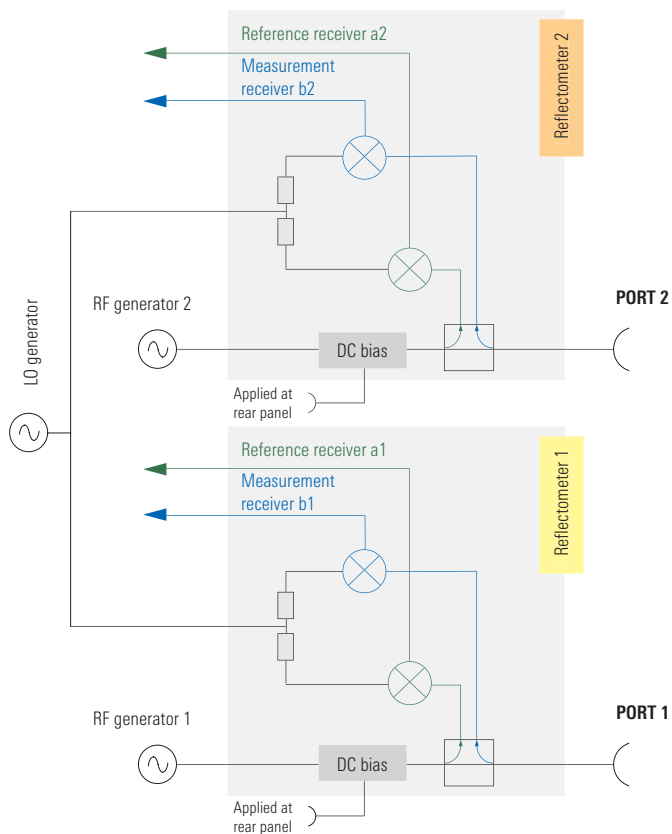 Reference receiver a2
Measurement
receiver b2
Reflectometer 2
RF generator 2
PORT 2
LO generator
DC bias
Applied at
rear panel
Reference receiver a1
Measurement
receiver b1
Reflectometer 1
RF generator 1
PORT 1
DC bias
Applied at
rear panel